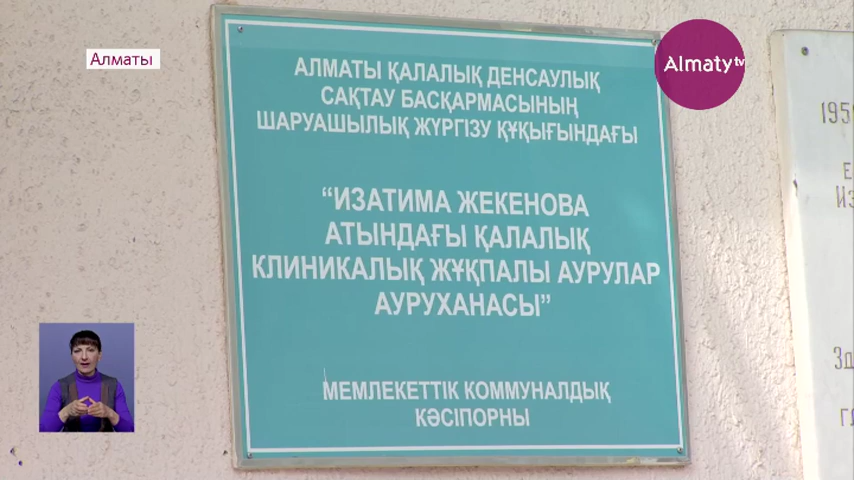 Алматы
Almaty tv
АЛМАТЫ ҚАЛАЛЫҚ ДЕНСАУЛЫҚ
САҚТАУ БАСҚАРМАСЫНЫҢ
ШАРУАШЫЛЫҚ ЖҮРГІЗУ ҚҰҚЫҒЫНДАҒЫ
“ИЗАТИМА ЖЕКЕНОВА
АТЫНДАҒЫ ҚАЛАЛЫҚ
КЛИНИКАЛЫҚ ЖҰҚПАЛЫ АУРУЛАР
АУРУХАНАСЫ”
МЕМЛЕКЕТТІК КОММУНАЛДЫҚ
КӘСІПОРНЫ